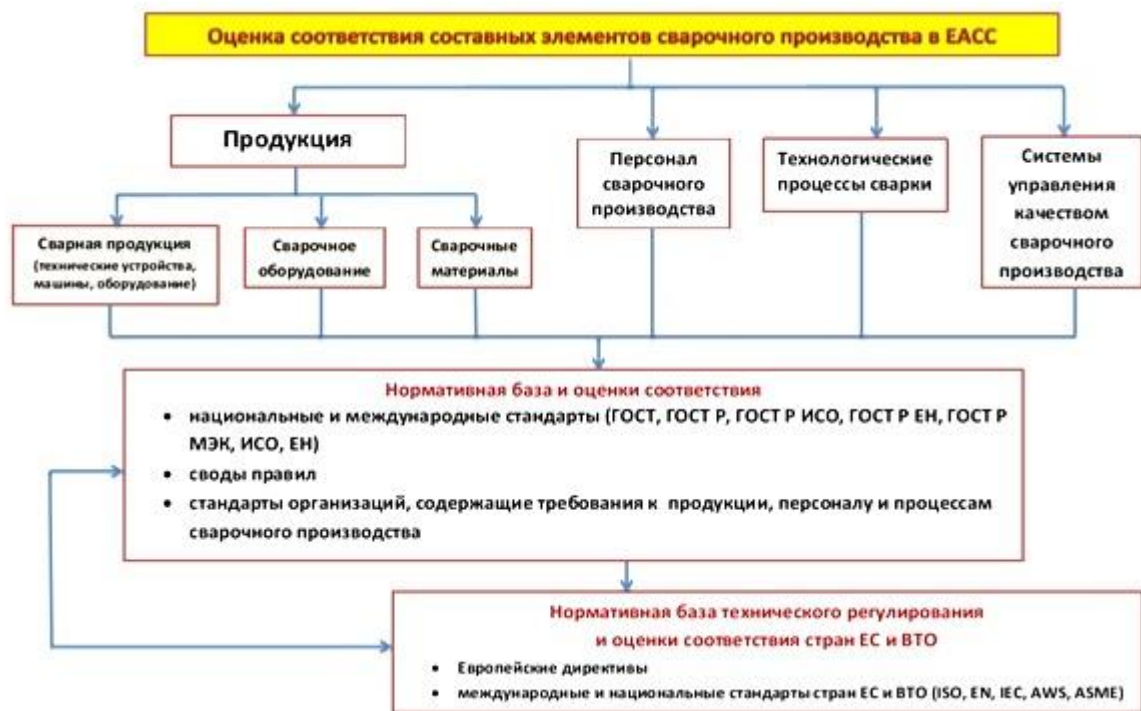 Оценка соответствия составных элементов сварочного производства в ЕАСС
Продукция
Персонал
сварочного
производства
Технологические
процессы сварки
Системы
управления
качеством
сварочного
производства
Сварная продукция
(технические устройства,
машины, оборудование)
Сварочное
оборудование
Сварочные
материалы
Нормативная база и оценки соответствия
• национальные и международные стандарты (ГОСТ, ГОСТ Р, ГОСТ Р ИСО, ГОСТ Р ЕН, ГОСТ Р
МЭК, ИСО, ЕН)
• своды правил
• стандарты организаций, содержащие требования к продукции, персоналу и процессам
сварочного производства
Нормативная база технического регулирования
и оценки соответствия стран ЕС и ВТО
• Европейские директивы
• международные и национальные стандарты стран ЕС и ВТО (ISO, EN, IEC, AWS, ASME)